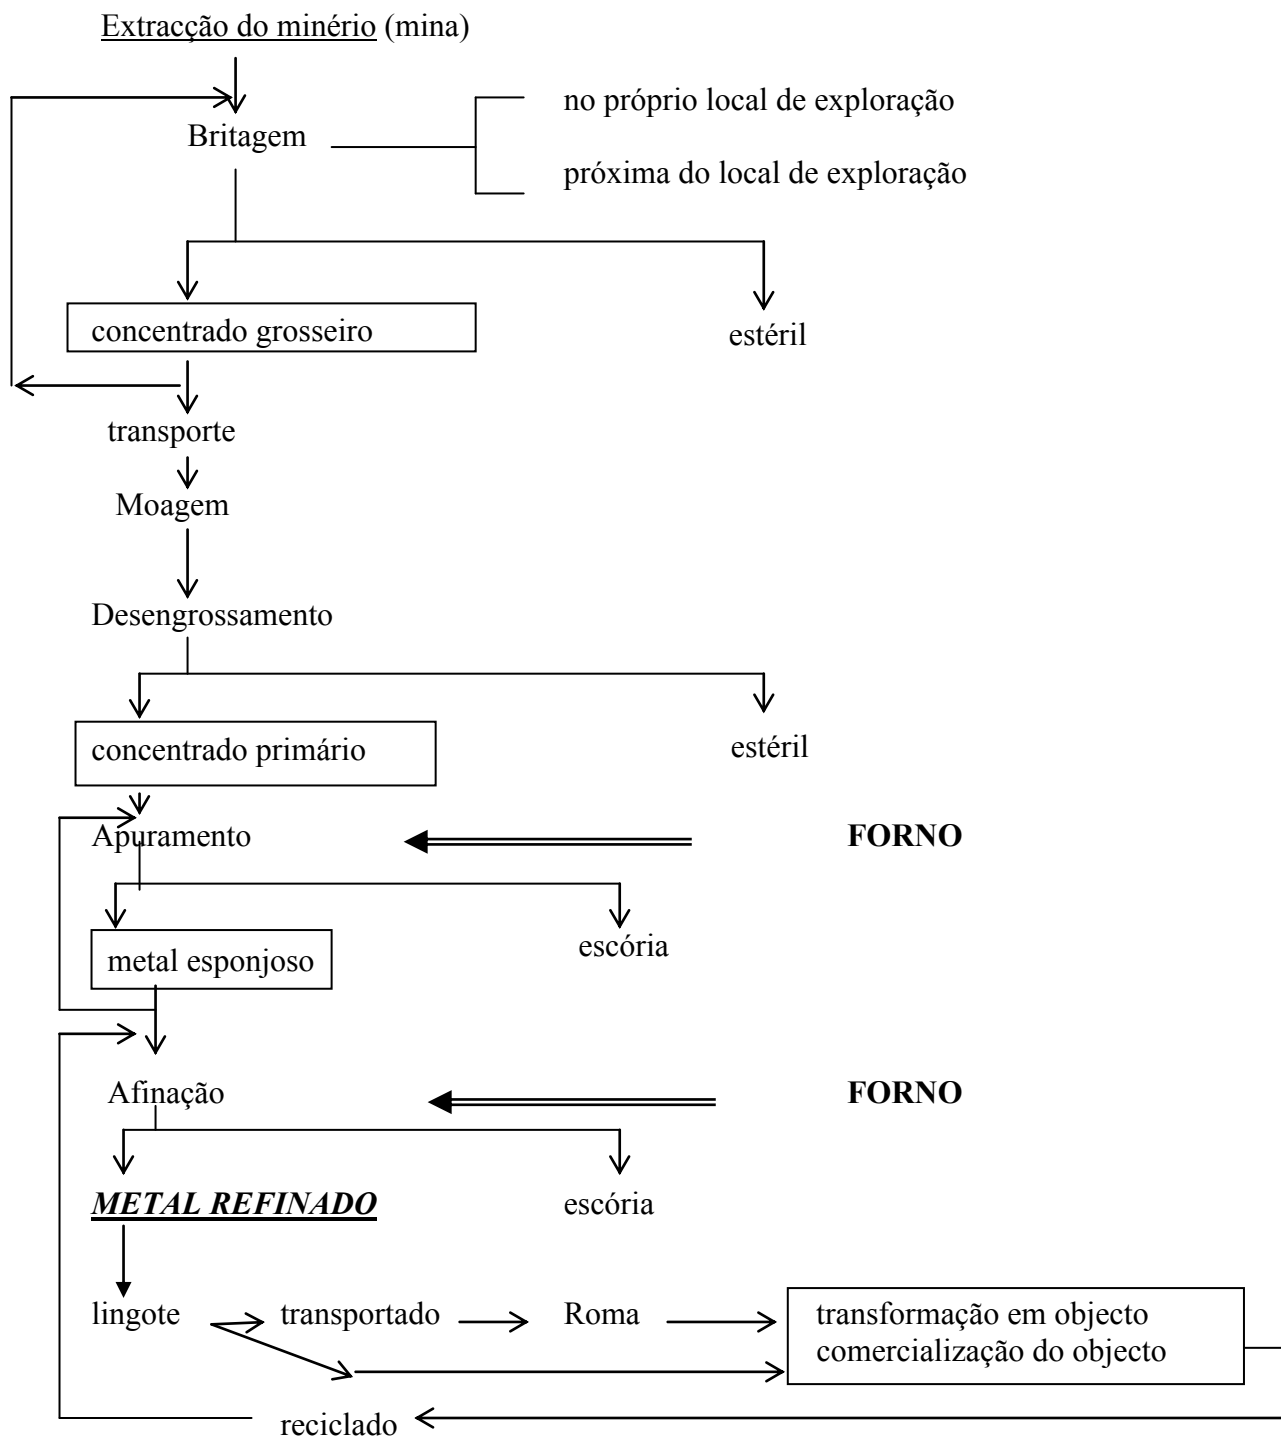 Extracção do minério (mina)
no próprio local de exploração
Britagem
próxima do local de exploração
concentrado grosseiro
estéril
transporte
Moagem
Desengrossamento
concentrado primário
estéril
Apuramento
FORNO
metal esponjoso
escória
Afinação
FORNO
METAL REFINADO
escória
lingote
transportado
Roma
transformação em objecto
comercialização do objecto
reciclado